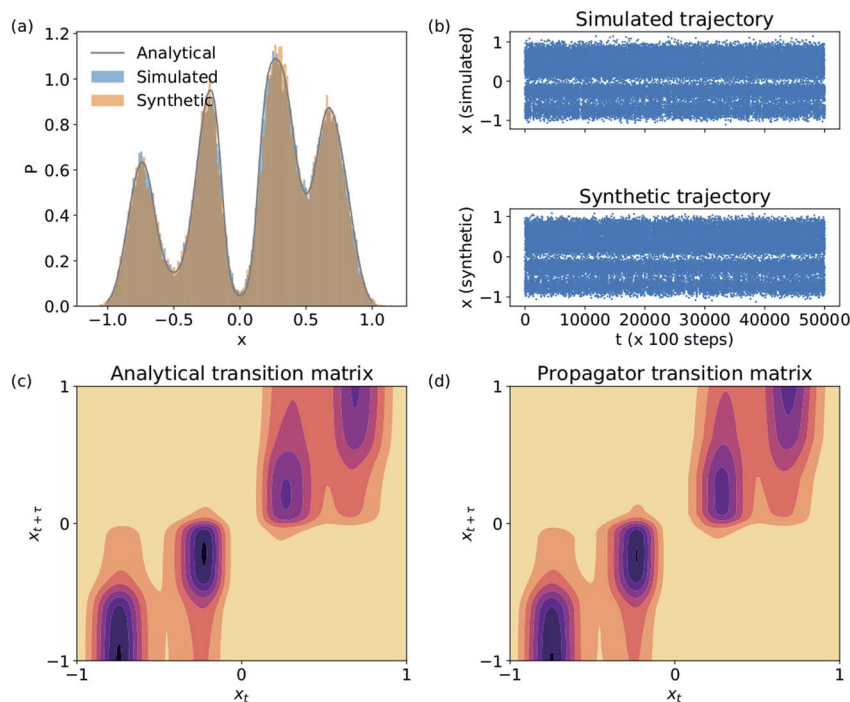 (a)
1.2
1.0
0.8
0.6
0.4
0.2
0.0
P
Analytical
Simulated
Synthetic
−1.0 −0.5 0.0 0.5 1.0
x
(b)
Simulated trajectory
1
0
−1
x (simulated)
Synthetic trajectory
1
0
−1
x (synthetic)
0 10000 20000 30000 40000 50000
t (x 100 steps)
(c)
Analytical transition matrix
1
0
−1
x_{t+τ}
−1 0 1
x_t
(d)
Propagator transition matrix
1
0
−1
x_{t+τ}
−1 0 1
x_t